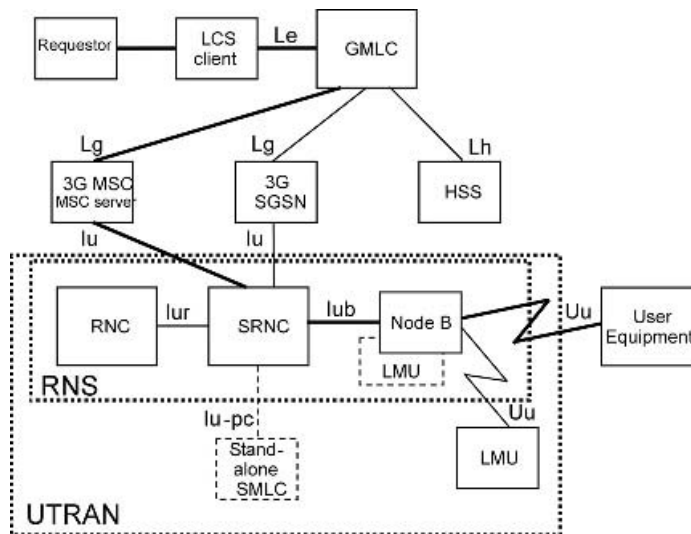 Requestor
LCS
client
Le
GMLC
Lg
Lg
Lh
3G MSC
MSC server
3G
SGSN
HSS
Iu
Iu
RNC
Iur
SRNC
Iub
Node B
LMU
Uu
User
Equipment
RNS
Iu-pc
Uu
Stand-
alone
SMLC
LMU
UTRAN